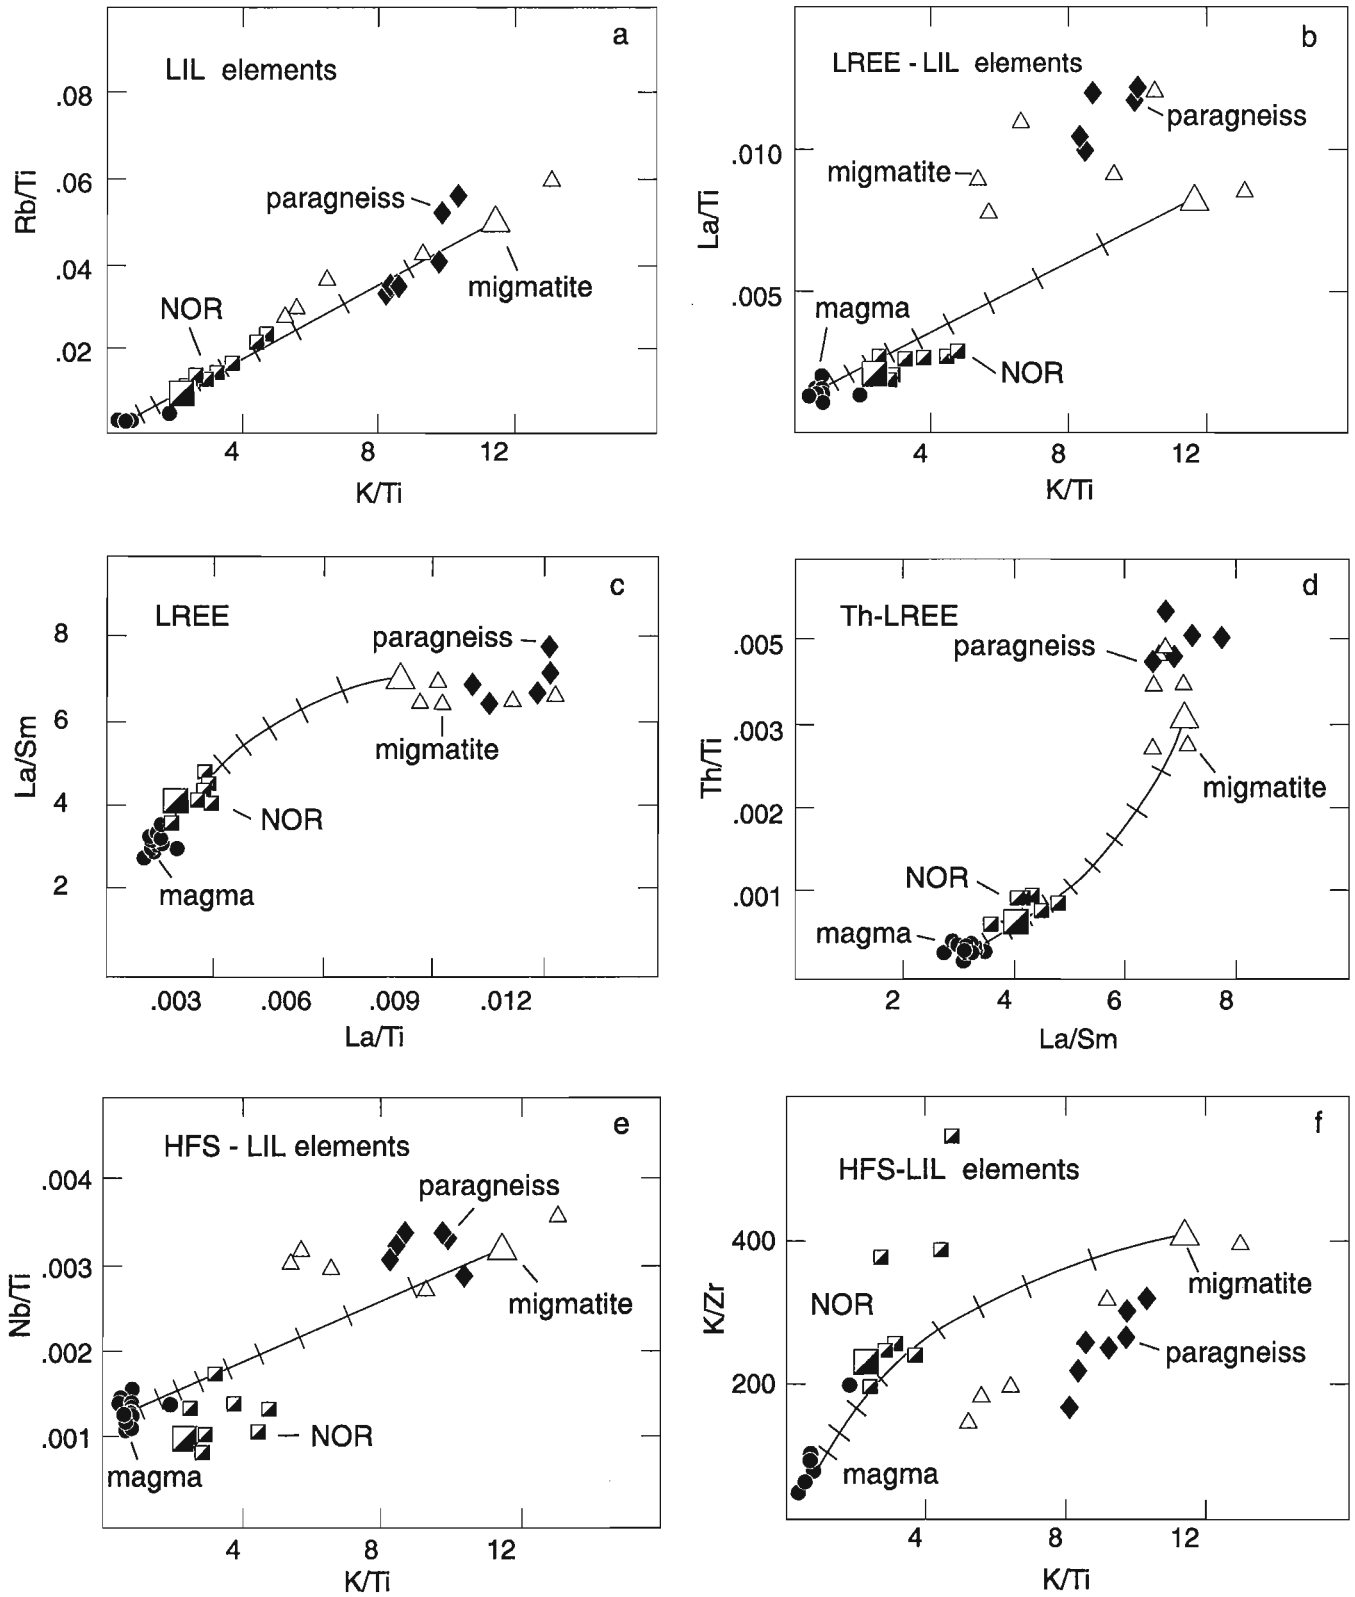 a
LIL elements
.08
.06
.04
.02
Rb/Ti
paragneiss
migmatite
NOR
4
8
12
K/Ti
b
LREE - LIL elements
.010
.005
La/Ti
paragneiss
migmatite
magma
NOR
4
8
12
K/Ti
c
LREE
8
6
4
2
La/Sm
paragneiss
migmatite
NOR
magma
.003
.006
.009
.012
La/Ti
d
Th-LREE
.005
.003
.002
.001
Th/Ti
paragneiss
migmatite
NOR
magma
2
4
6
8
La/Sm
e
HFS - LIL elements
.004
.003
.002
.001
Nb/Ti
paragneiss
migmatite
NOR
magma
4
8
12
K/Ti
f
HFS-LIL elements
400
200
K/Zr
migmatite
NOR
paragneiss
magma
4
8
12
K/Ti